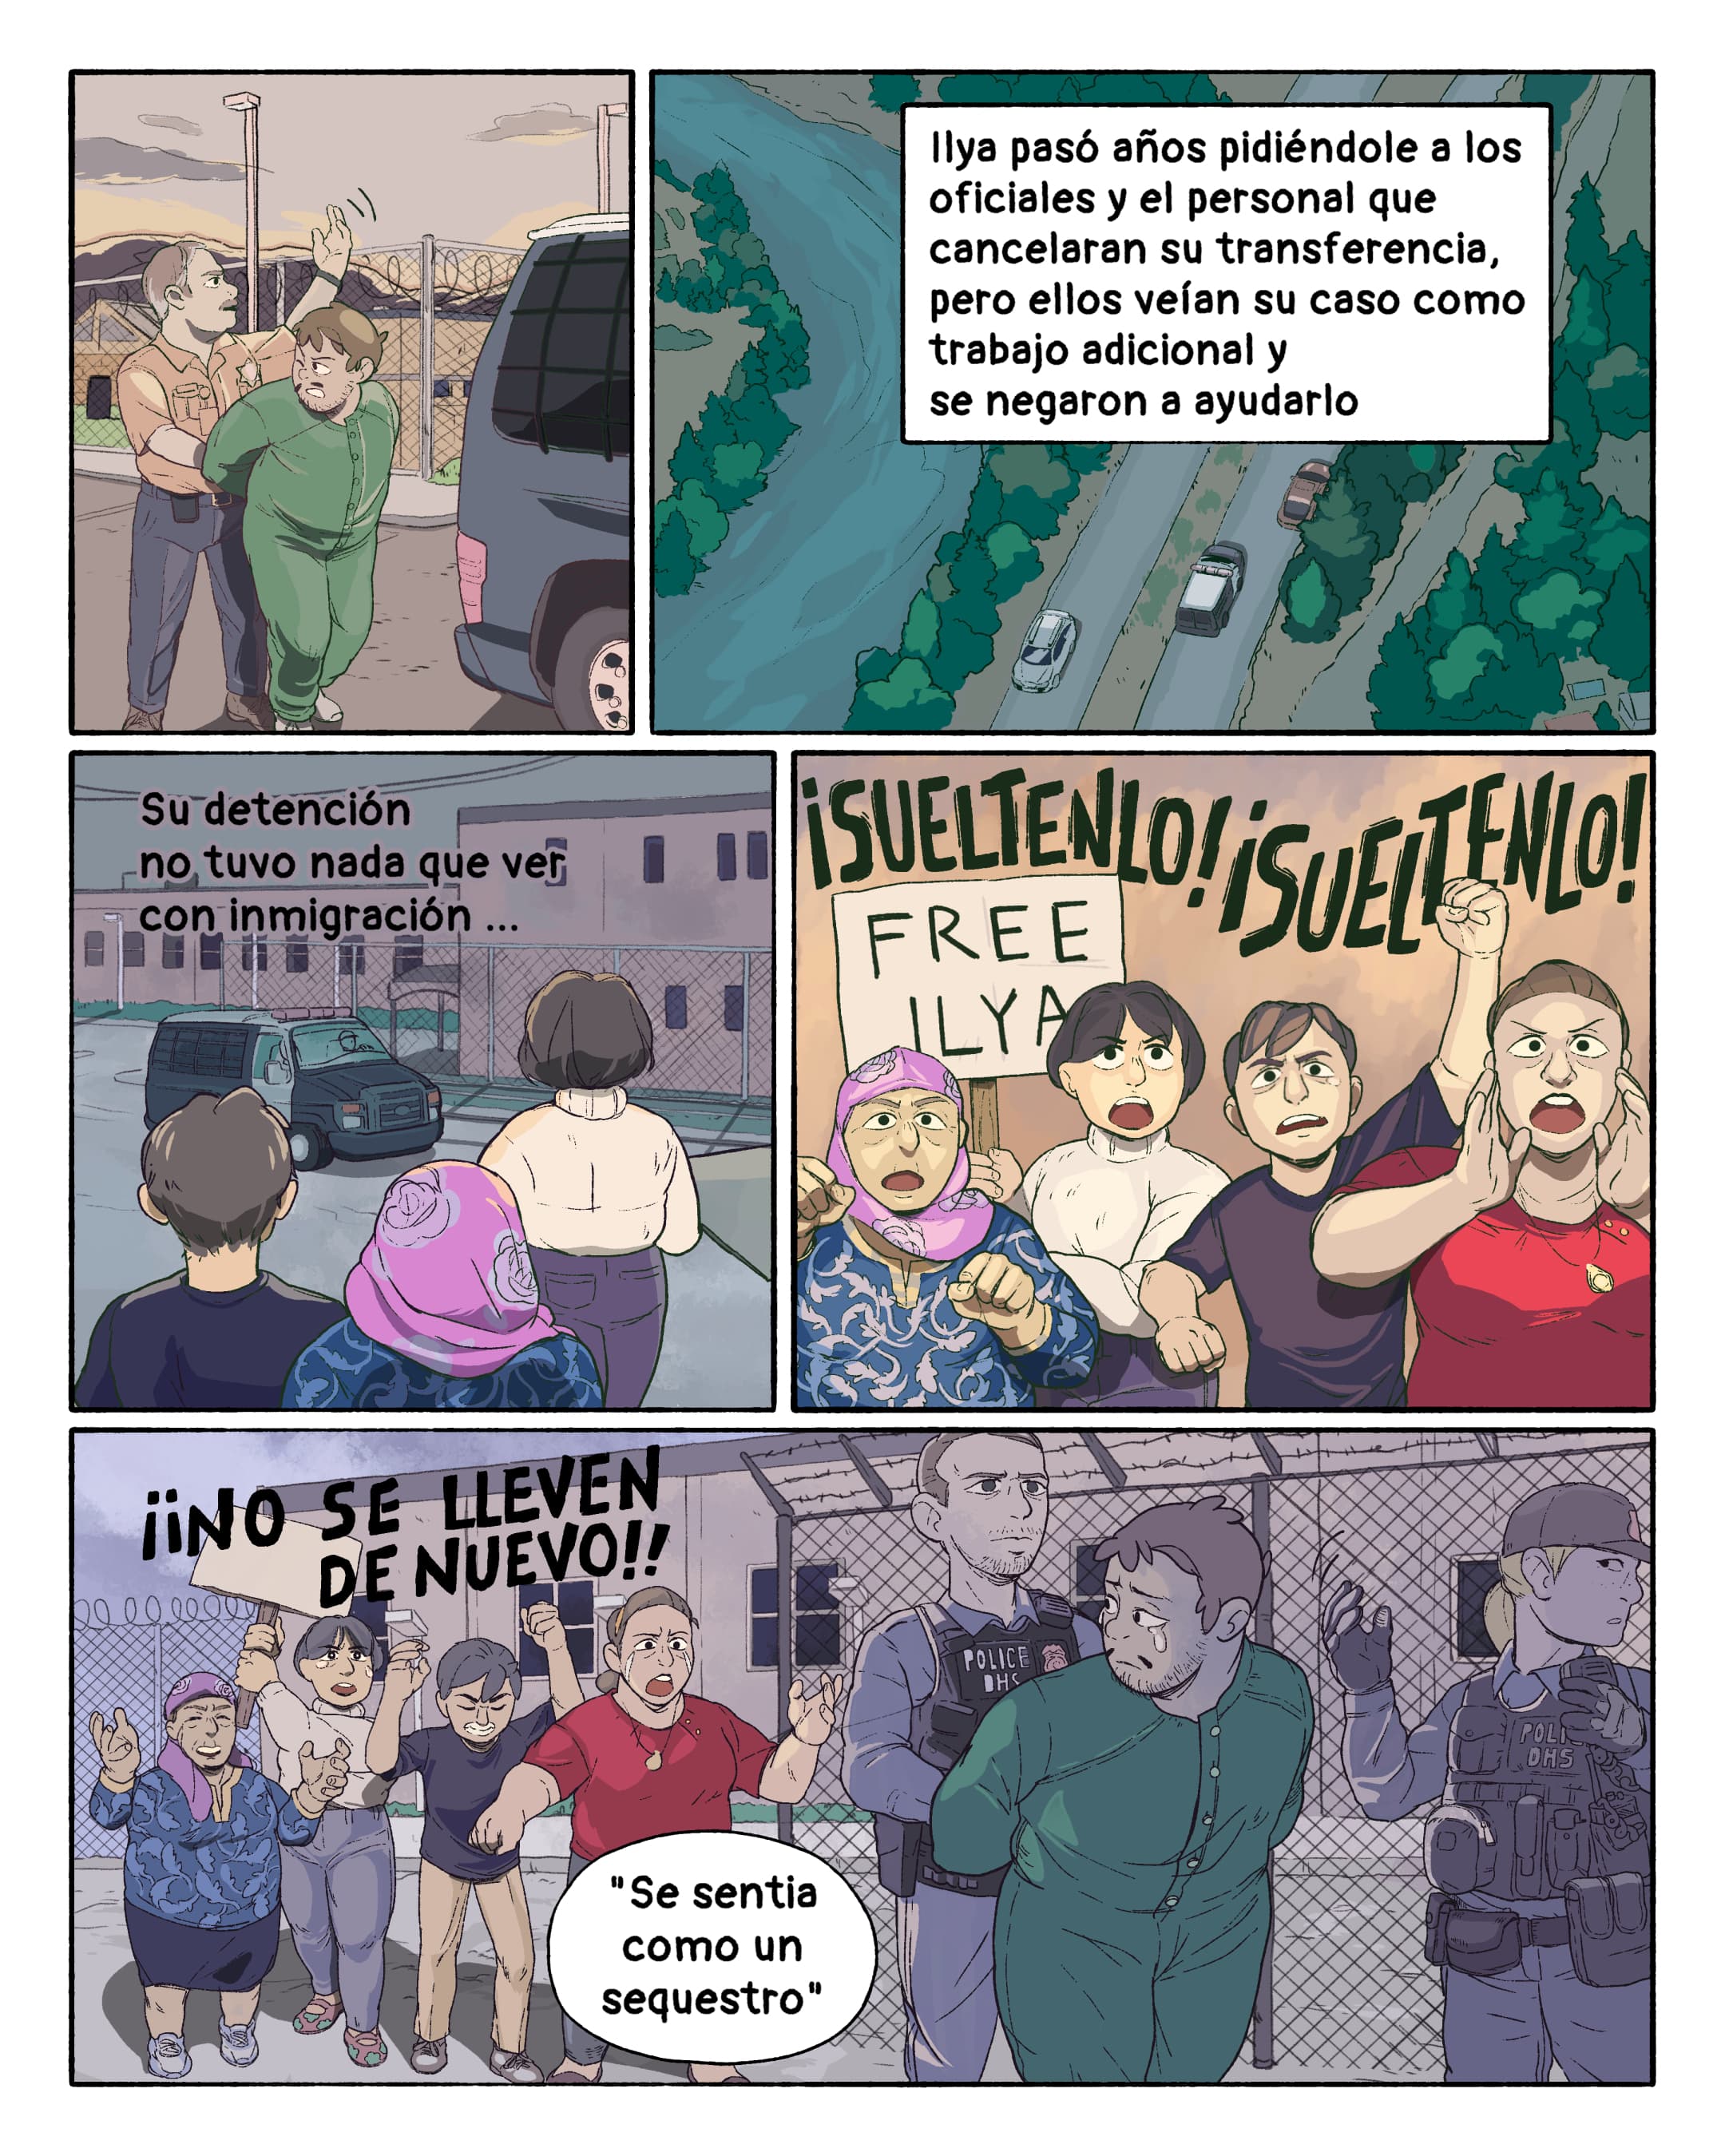 Ilya pasó años pidiéndole a los
oficiales y el personal que
cancelaran su transferencia,
pero ellos veían su caso como
trabajo adicional y
se negaron a ayudarlo
Su detención
no tuvo nada que ver
con inmigración ...
¡SUELTENLO! ¡SUELTENLO!
FREE
ILYA
¡¡NO SE LLEVEN
DE NUEVO!!
POLICE
DHS
DHS
"Se sentia
como un
sequestro"